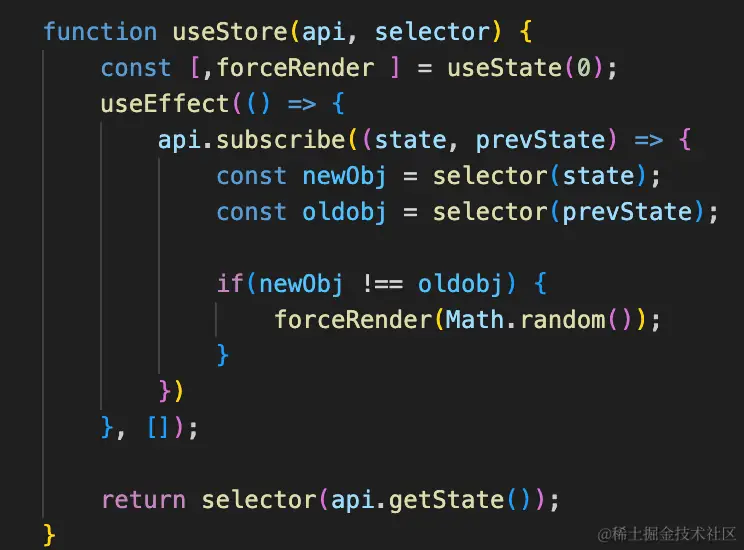 function useStore(api, selector) {
    const [,forceRender ] = useState(0);
    useEffect(() => {
        api.subscribe((state, prevState) => {
            const newObj = selector(state);
            const oldobj = selector(prevState);

            if(newObj !== oldobj) {
                forceRender(Math.random());
            }
        })
    }, []);

    return selector(api.getState());
}
@稀土掘金技术社区